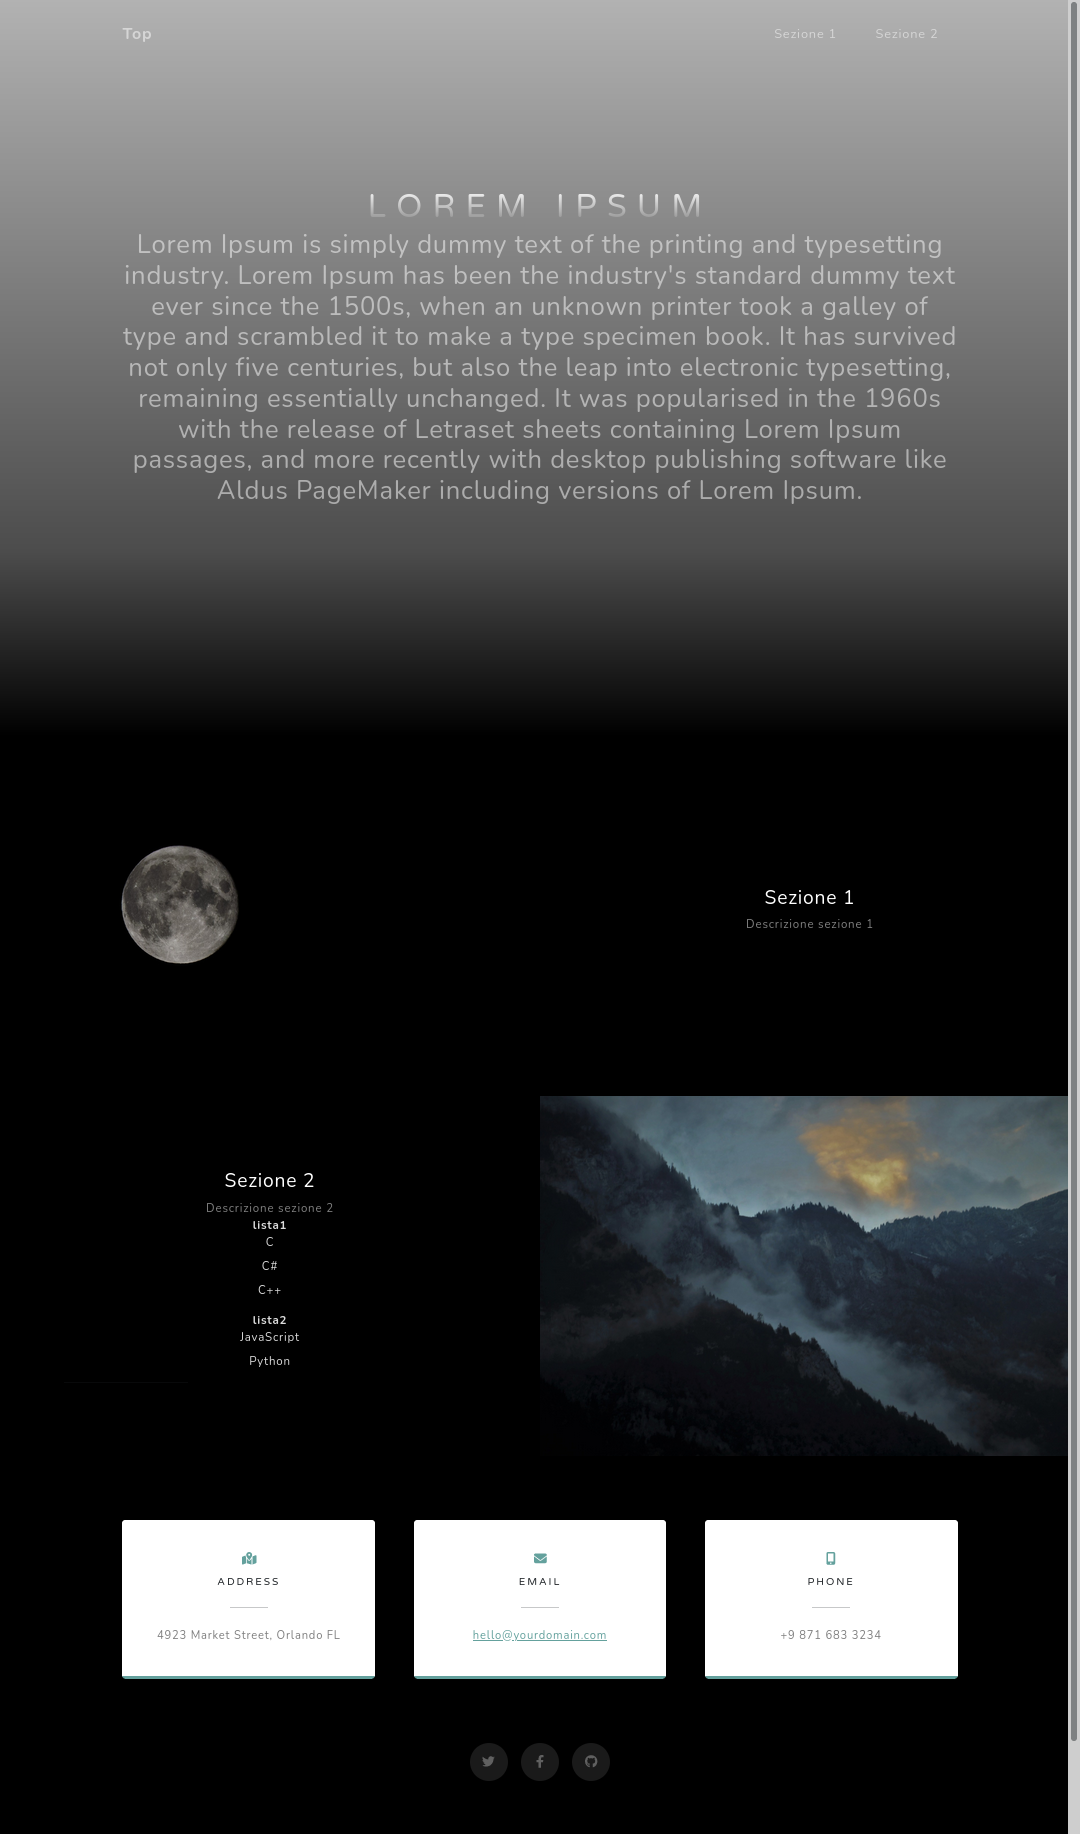 Top
Sezione 1
Sezione 2
LOREM IPSUM
Lorem Ipsum is simply dummy text of the printing and typesetting
industry. Lorem Ipsum has been the industry's standard dummy text
ever since the 1500s, when an unknown printer took a galley of
type and scrambled it to make a type specimen book. It has survived
not only five centuries, but also the leap into electronic typesetting,
remaining essentially unchanged. It was popularised in the 1960s
with the release of Letraset sheets containing Lorem Ipsum
passages, and more recently with desktop publishing software like
Aldus PageMaker including versions of Lorem Ipsum.
Sezione 1
Descrizione sezione 1
Sezione 2
Descrizione sezione 2
lista1
C
C#
C++
lista2
JavaScript
Python
ADDRESS
4923 Market Street, Orlando FL
EMAIL
hello@yourdomain.com
PHONE
+9 871 683 3234